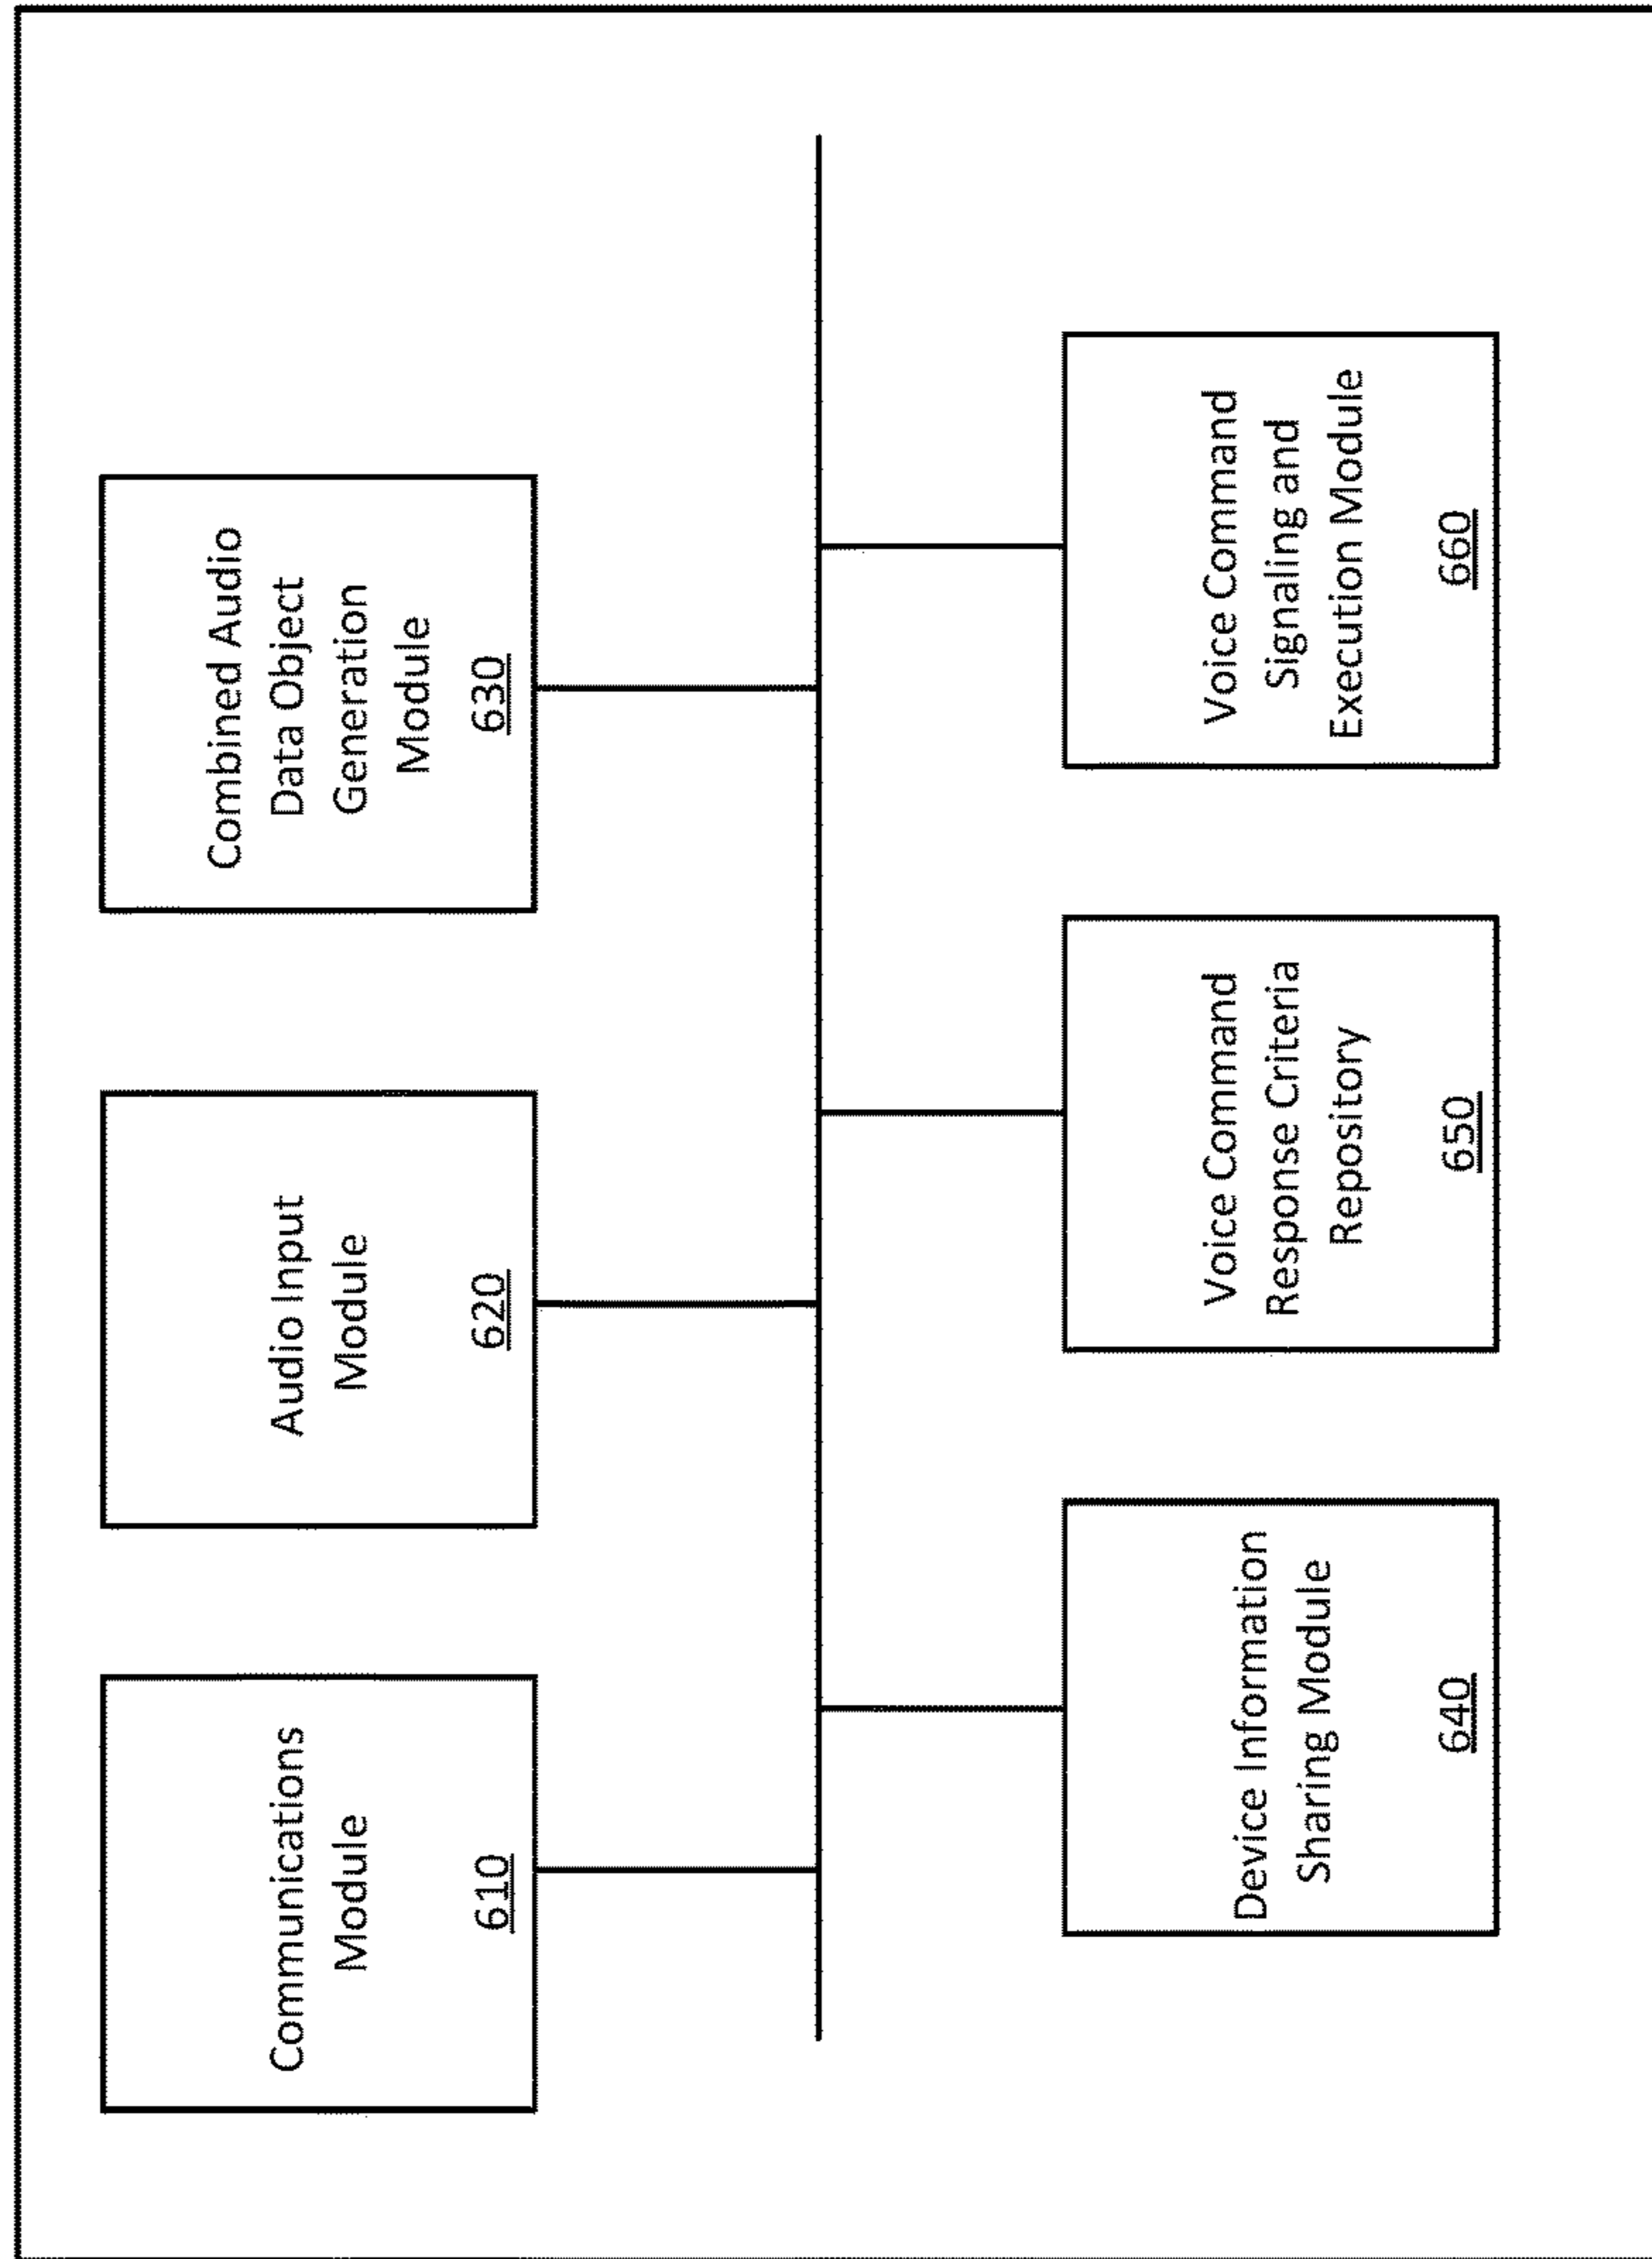 Communications
Module
610
Audio Input
Module
620
Combined Audio
Data Object
Generation
Module
630
Device Information
Sharing Module
640
Voice Command
Response Criteria
Repository
650
Voice Command
Signaling and
Execution Module
660